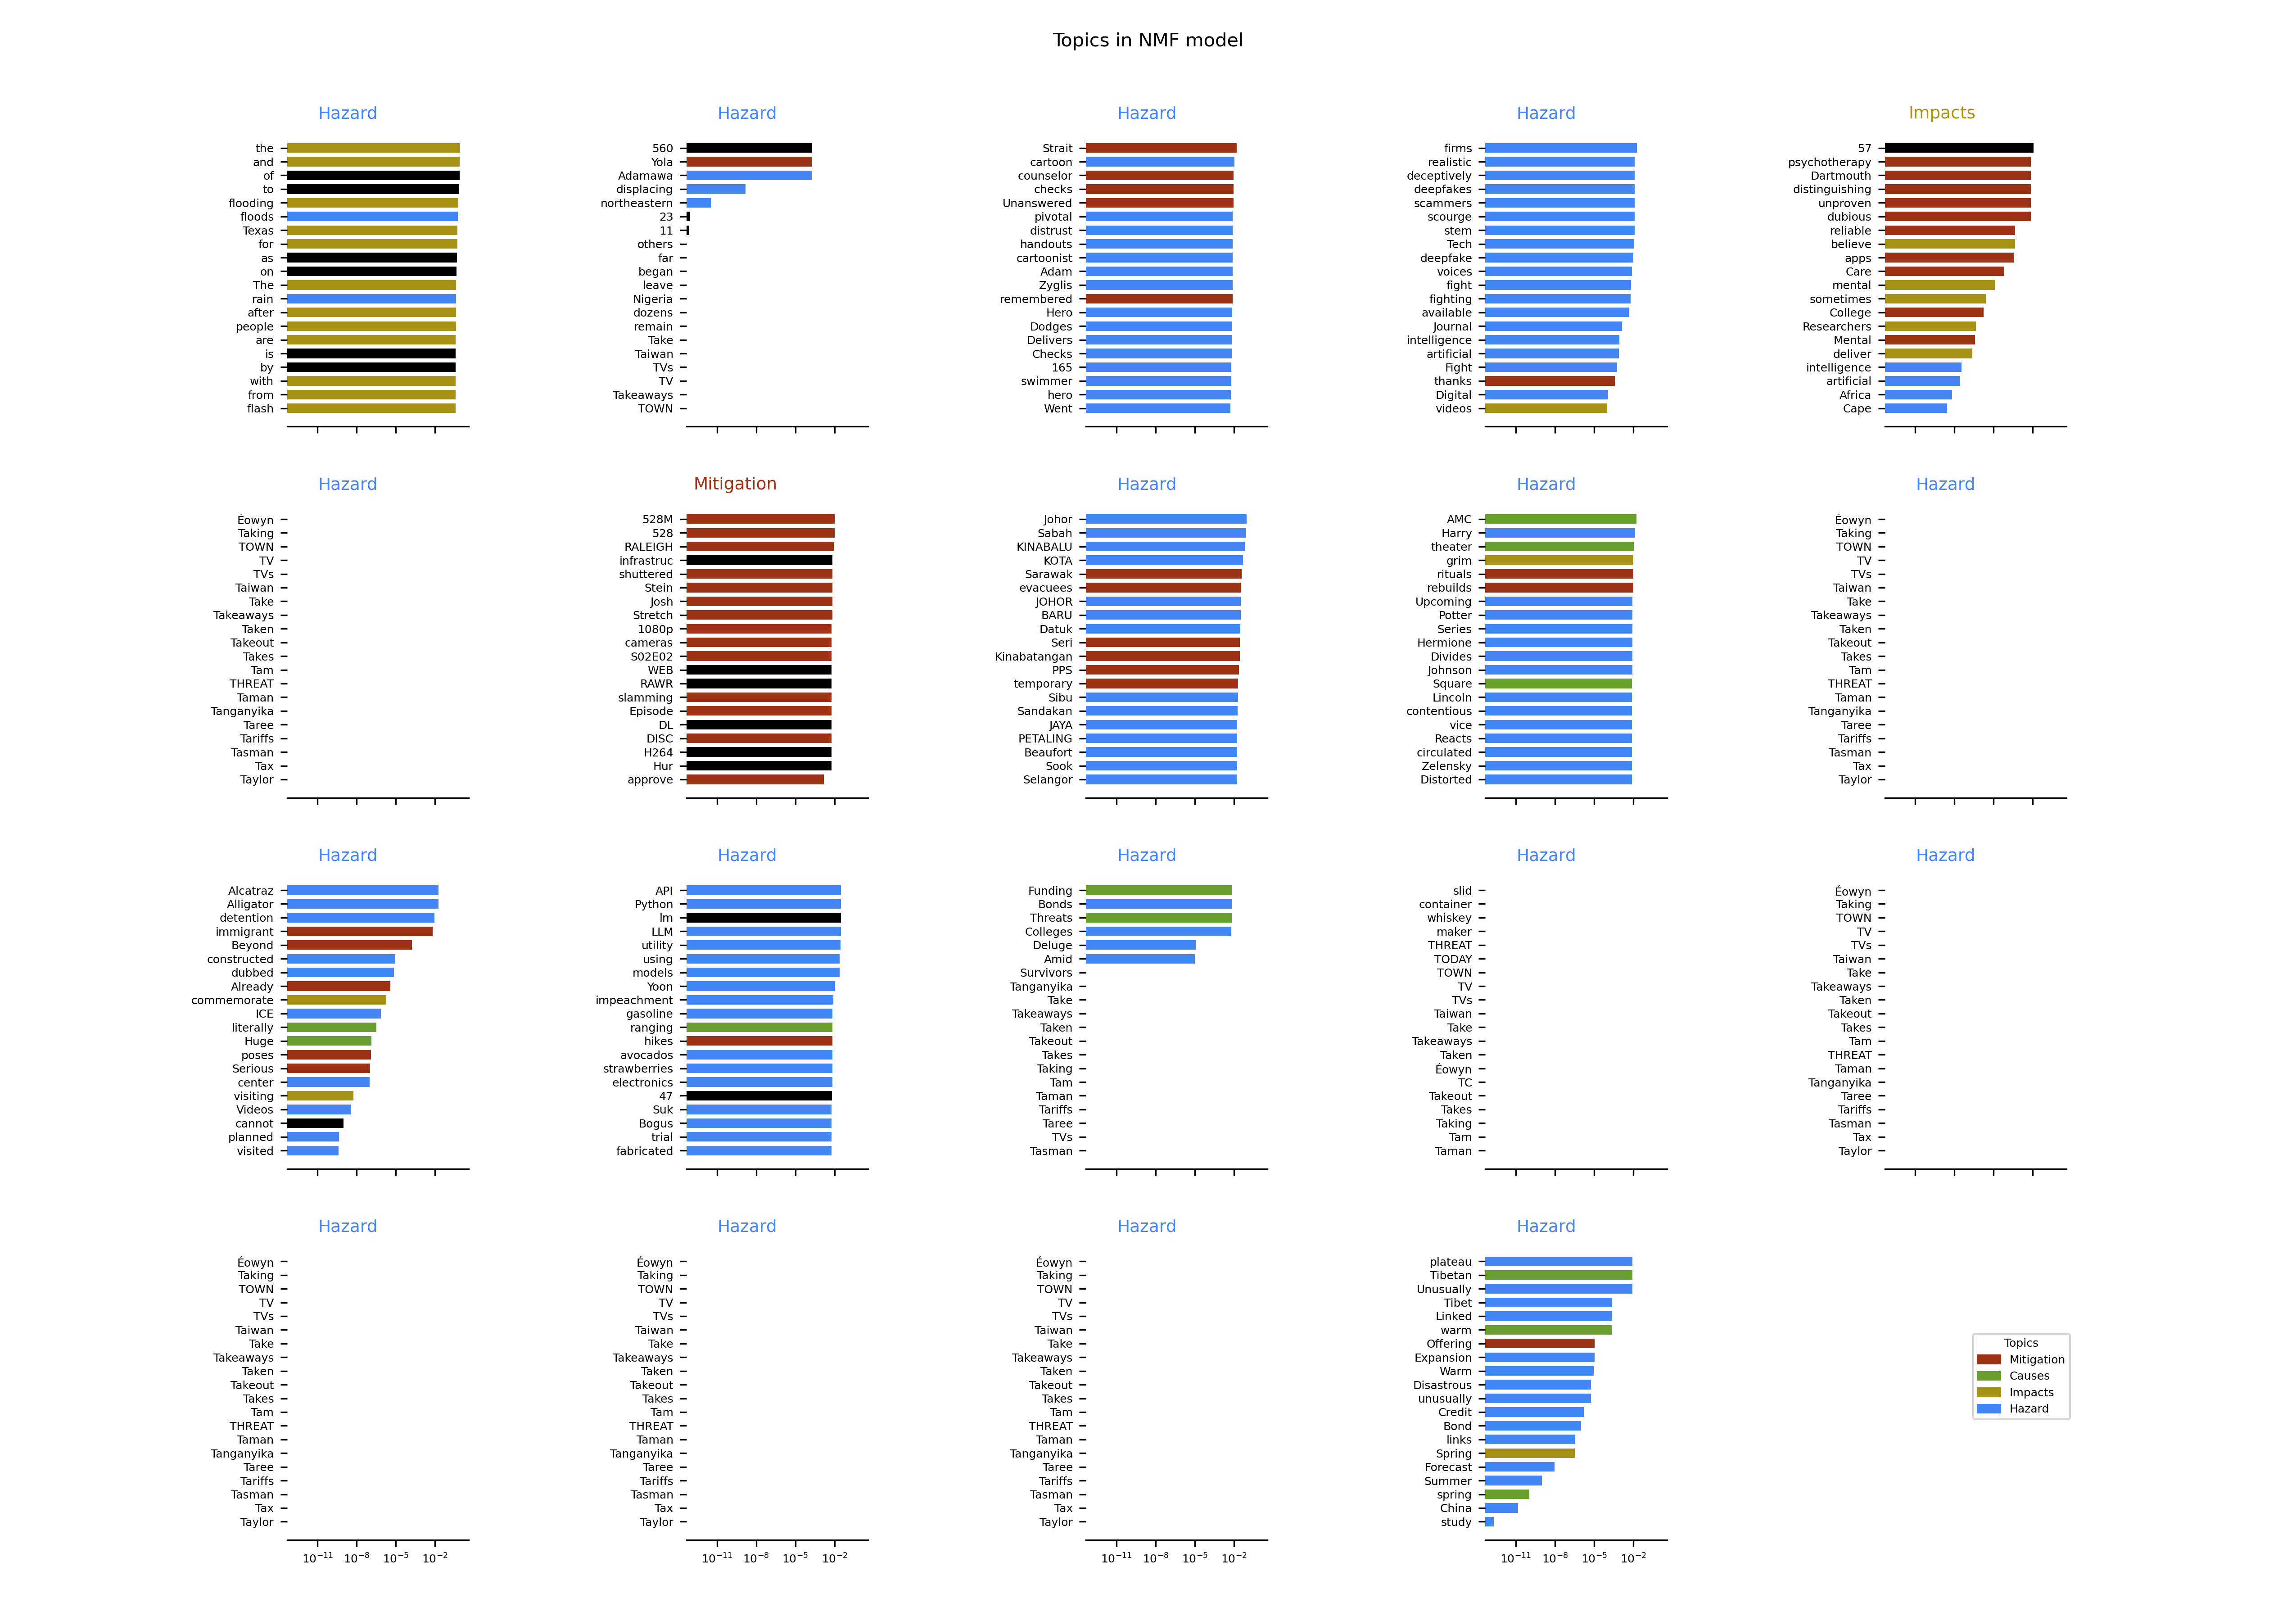 Topics in NMF model
Hazard
the
and
of
to
flooding
floods
Texas
for
as
on
The
rain
after
people
are
is
by
with
from
flash
Hazard
560
Yola
Adamawa
displacing
northeastern
23
11
others
far
began
leave
Nigeria
dozens
remain
Take
Taiwan
TVs
TV
Takeaways
TOWN
Hazard
Strait
cartoon
counselor
checks
Unanswered
pivotal
distrust
handouts
cartoonist
Adam
Zyglis
remembered
Hero
Dodges
Delivers
Checks
165
swimmer
hero
Went
Hazard
firms
realistic
deceptively
deepfakes
scammers
scourge
stem
Tech
deepfake
voices
fight
fighting
available
Journal
intelligence
artificial
Fight
thanks
Digital
videos
Impacts
57
psychotherapy
Dartmouth
distinguishing
unproven
dubious
reliable
believe
apps
Care
mental
sometimes
College
Researchers
Mental
deliver
intelligence
artificial
Africa
Cape
Hazard
Éowyn
Taking
TOWN
TV
TVs
Taiwan
Take
Takeaways
Taken
Takeout
Takes
Tam
THREAT
Taman
Tanganyika
Taree
Tariffs
Tasman
Tax
Taylor
Mitigation
528M
528
RALEIGH
infrastruc
shuttered
Stein
Josh
Stretch
1080p
cameras
S02E02
WEB
RAWR
slamming
Episode
DL
DISC
H264
Hur
approve
Hazard
Johor
Sabah
KINABALU
KOTA
Sarawak
evacuees
JOHOR
BARU
Datuk
Seri
Kinabatangan
PPS
temporary
Sibu
Sandakan
JAYA
PETALING
Beaufort
Sook
Selangor
Hazard
AMC
Harry
theater
grim
rituals
rebuilds
Upcoming
Potter
Series
Hermione
Divides
Johnson
Square
Lincoln
contentious
vice
Reacts
circulated
Zelensky
Distorted
Hazard
Éowyn
Taking
TOWN
TV
TVs
Taiwan
Take
Takeaways
Taken
Takeout
Takes
Tam
THREAT
Taman
Tanganyika
Taree
Tariffs
Tasman
Tax
Taylor
Hazard
Alcatraz
Alligator
detention
immigrant
Beyond
constructed
dubbed
Already
commemorate
ICE
literally
Huge
poses
Serious
center
visiting
Videos
cannot
planned
visited
Hazard
API
Python
lm
LLM
utility
using
models
Yoon
impeachment
gasoline
ranging
hikes
avocados
strawberries
electronics
47
Suk
Bogus
trial
fabricated
Hazard
Funding
Bonds
Threats
Colleges
Deluge
Amid
Survivors
Tanganyika
Take
Takeaways
Taken
Takeout
Takes
Taking
Tam
Taman
Tariffs
Taree
TVs
Tasman
Hazard
slid
container
whiskey
maker
THREAT
TODAY
TOWN
TV
TVs
Taiwan
Take
Takeaways
Taken
Éowyn
TC
Takeout
Takes
Taking
Tam
Taman
Hazard
Éowyn
Taking
TOWN
TV
TVs
Taiwan
Take
Takeaways
Taken
Takeout
Takes
Tam
THREAT
Taman
Tanganyika
Taree
Tariffs
Tasman
Tax
Taylor
Hazard
Éowyn
Taking
TOWN
TV
TVs
Taiwan
Take
Takeaways
Taken
Takeout
Takes
Tam
THREAT
Taman
Tanganyika
Taree
Tariffs
Tasman
Tax
Taylor
10⁻¹¹ 10⁻⁸ 10⁻⁵ 10⁻²
Hazard
Éowyn
Taking
TOWN
TV
TVs
Taiwan
Take
Takeaways
Taken
Takeout
Takes
Tam
THREAT
Taman
Tanganyika
Taree
Tariffs
Tasman
Tax
Taylor
10⁻¹¹ 10⁻⁸ 10⁻⁵ 10⁻²
Hazard
Éowyn
Taking
TOWN
TV
TVs
Taiwan
Take
Takeaways
Taken
Takeout
Takes
Tam
THREAT
Taman
Tanganyika
Taree
Tariffs
Tasman
Tax
Taylor
10⁻¹¹ 10⁻⁸ 10⁻⁵ 10⁻²
Hazard
plateau
Tibetan
Unusually
Tibet
Linked
warm
Offering
Expansion
Warm
Disastrous
unusually
Credit
Bond
links
Spring
Forecast
Summer
spring
China
study
10⁻¹¹ 10⁻⁸ 10⁻⁵ 10⁻²
Topics
Mitigation
Causes
Impacts
Hazard